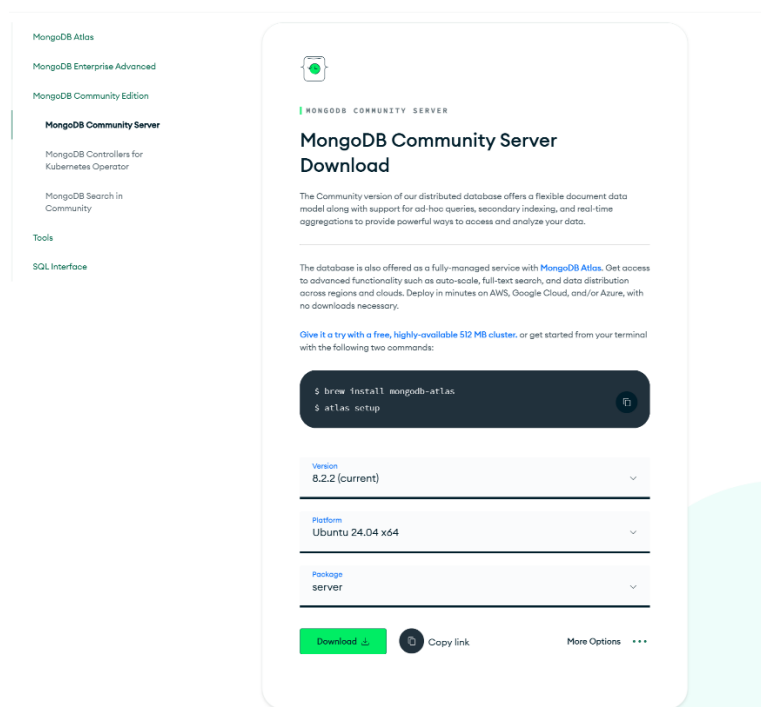 MongoDB Atlas
MongoDB Enterprise Advanced
MongoDB Community Edition
MongoDB Community Server
MongoDB Controllers for
Kubernetes Operator
MongoDB Search in
Community
Tools
SQL Interface
MONGODB COMMUNITY SERVER
MongoDB Community Server
Download
The Community version of our distributed database offers a flexible document data
model along with support for ad-hoc queries, secondary indexing, and real-time
aggregations to provide powerful ways to access and analyze your data.
The database is also offered as a fully-managed service with MongoDB Atlas. Get access
to advanced functionality such as auto-scale, full-text search, and data distribution
across regions and clouds. Deploy in minutes on AWS, Google Cloud, and/or Azure, with
no downloads necessary.
Give it a try with a free, highly-available 512 MB cluster. or get started from your terminal
with the following two commands:
$ brew install mongodb-atlas
$ atlas setup
Version
8.2.2 (current)
Platform
Ubuntu 24.04 x64
Package
server
Download
Copy link
More Options